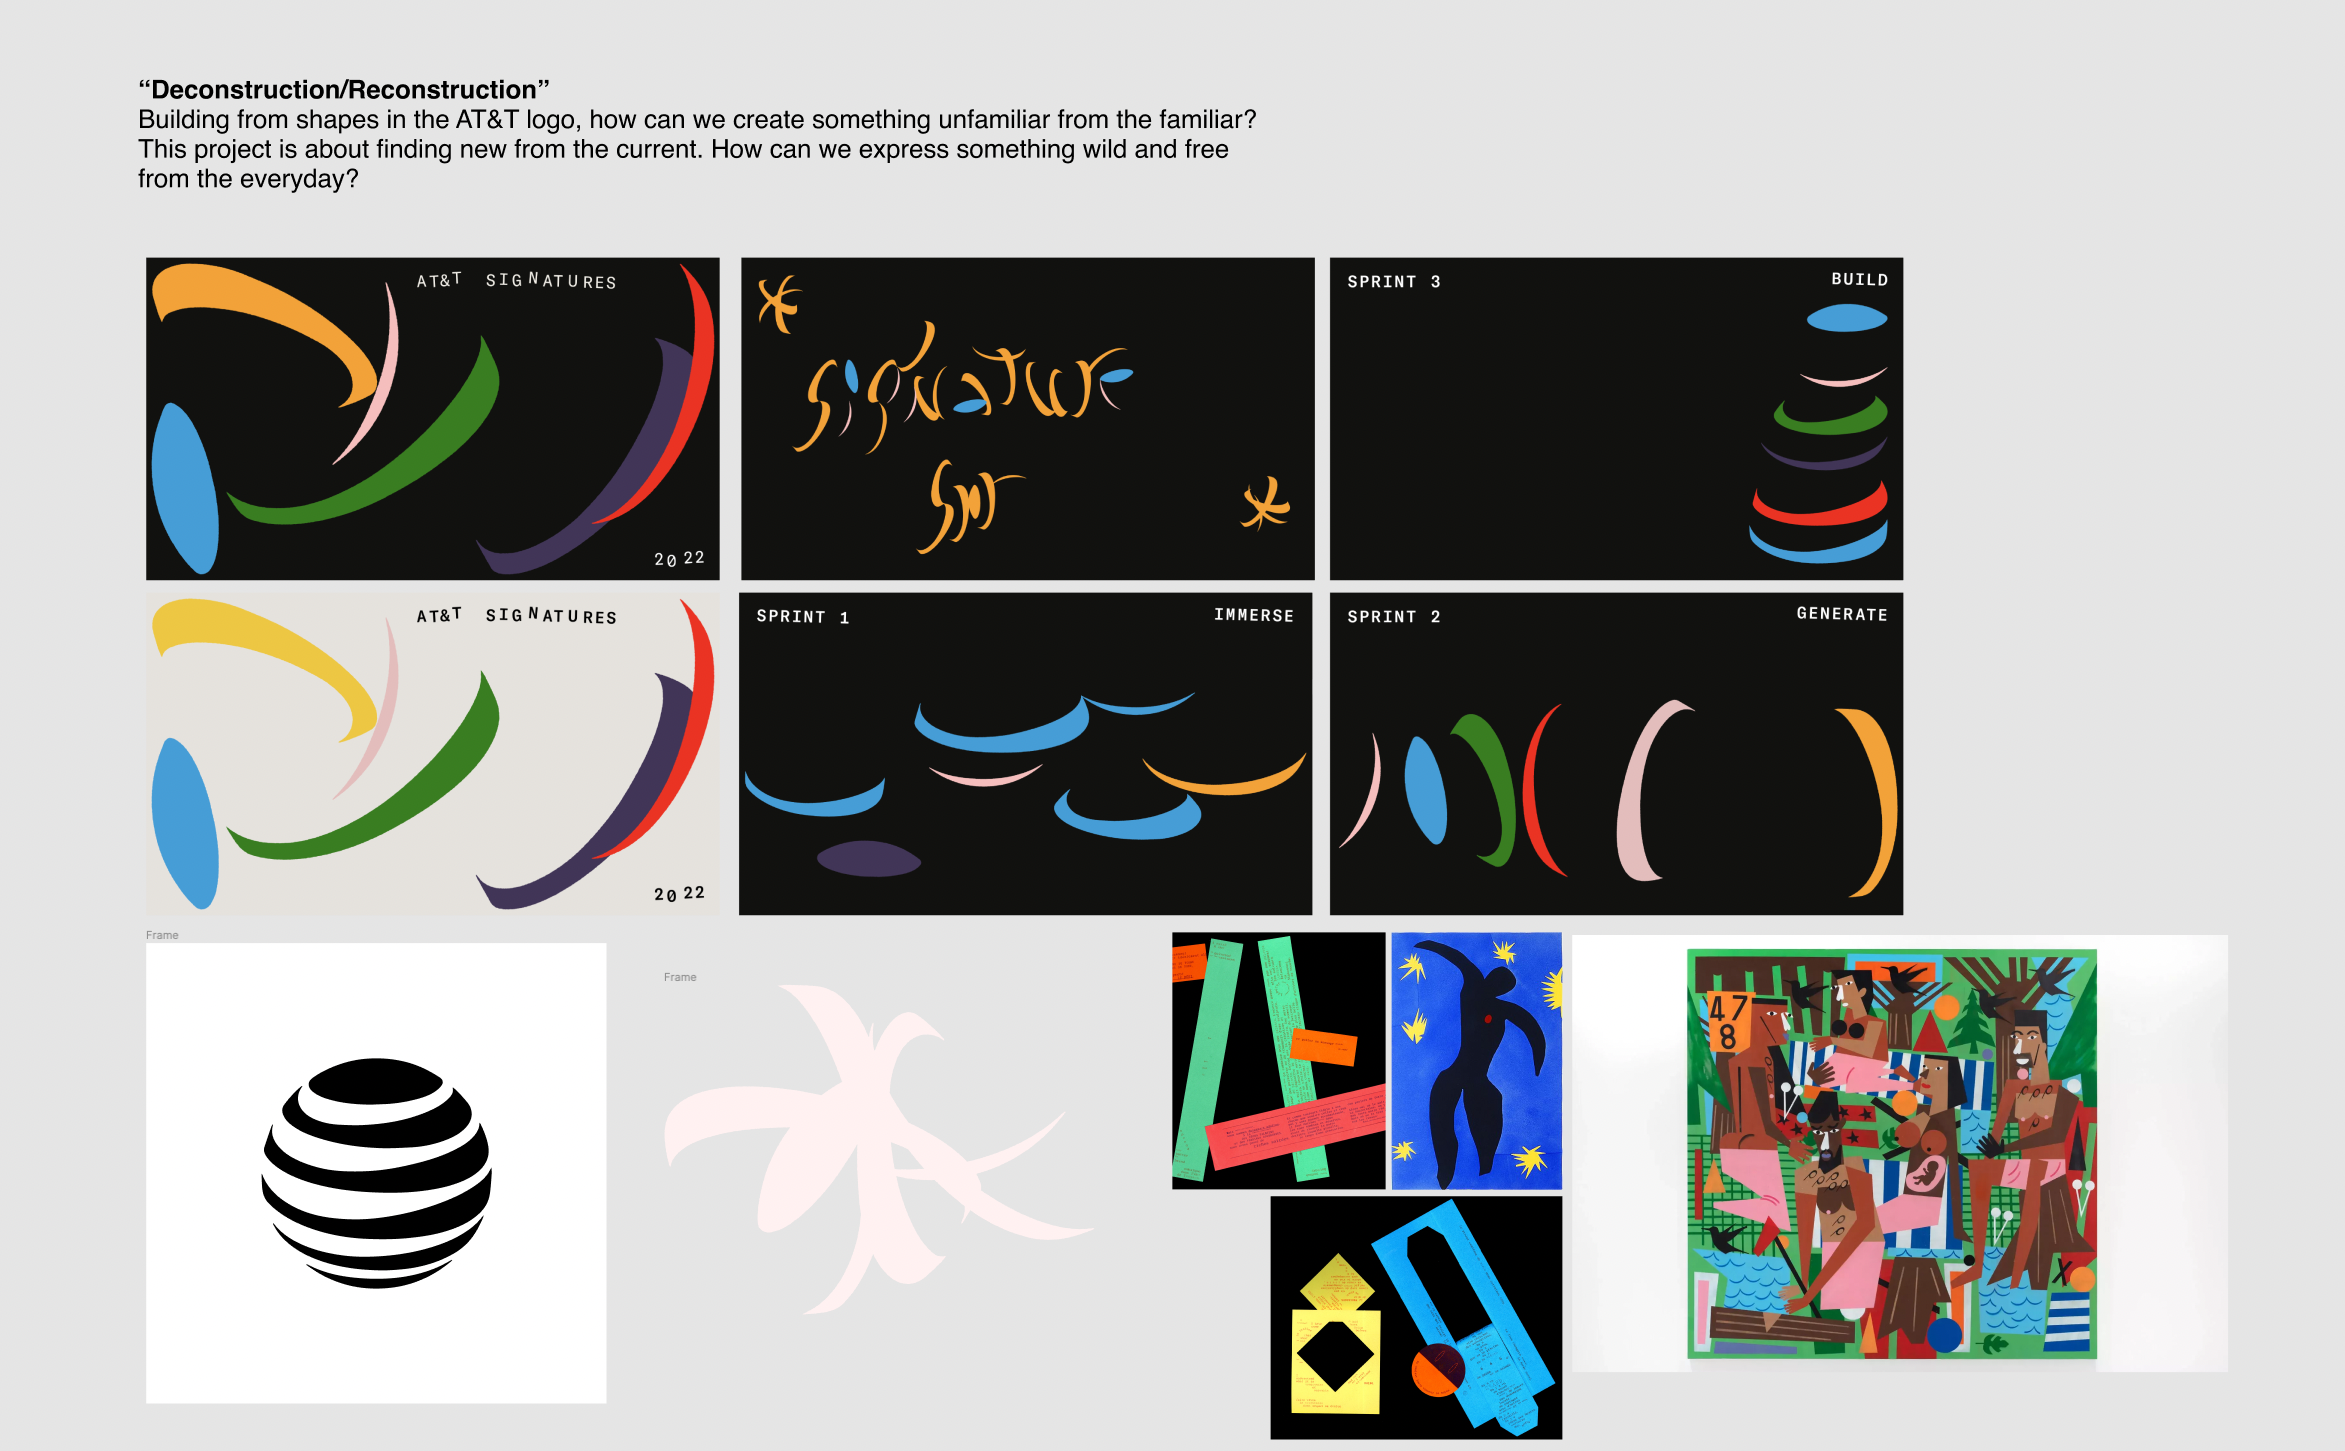 “Deconstruction/Reconstruction”
Building from shapes in the AT&T logo, how can we create something unfamiliar from the familiar?
This project is about finding new from the current. How can we express something wild and free
from the everyday?
AT&T SIGNATURES
2022
signature
SPRINT 3
BUILD
AT&T SIGNATURES
2022
SPRINT 1
IMMERSE
SPRINT 2
GENERATE
Frame
Frame
47
8
X